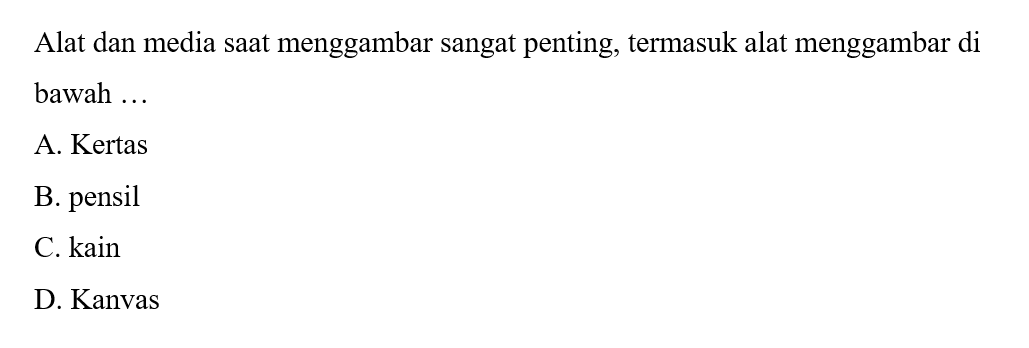 Alat dan media saat menggambar sangat penting, termasuk alat menggambar di
bawah …
A. Kertas
B. pensil
C. kain
D. Kanvas